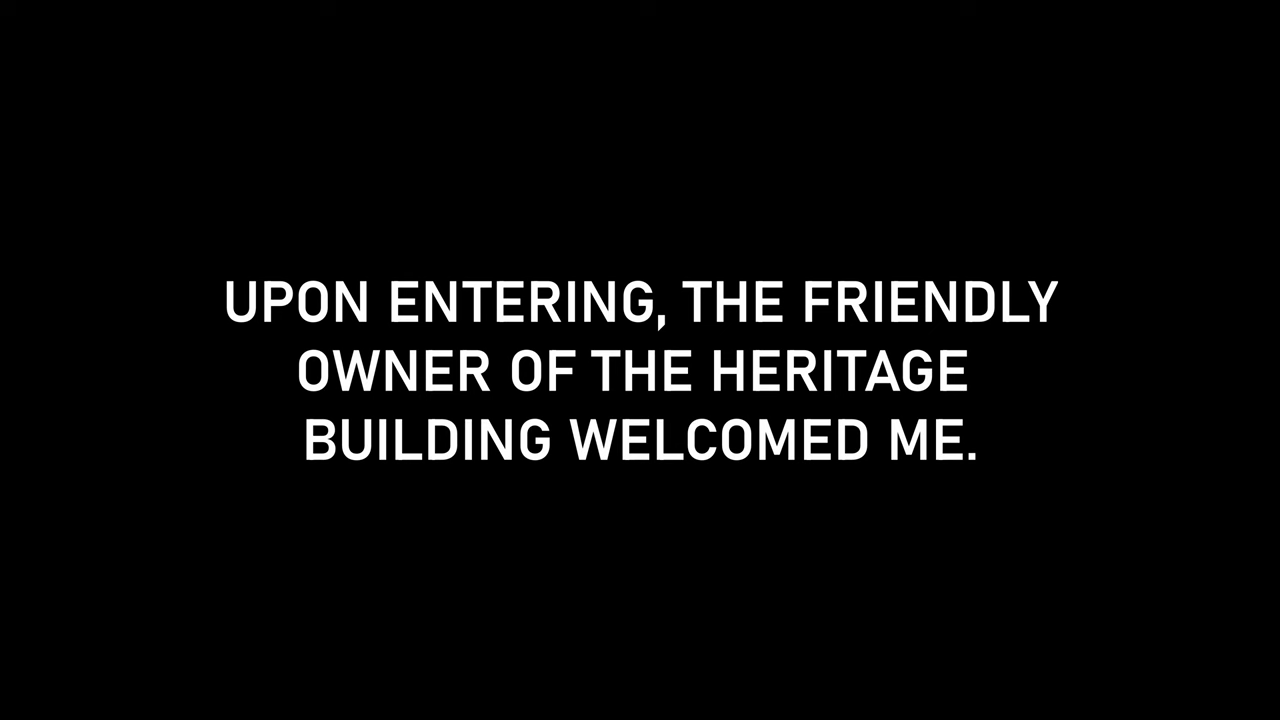 UPON ENTERING, THE FRIENDLY
OWNER OF THE HERITAGE
BUILDING WELCOMED ME.